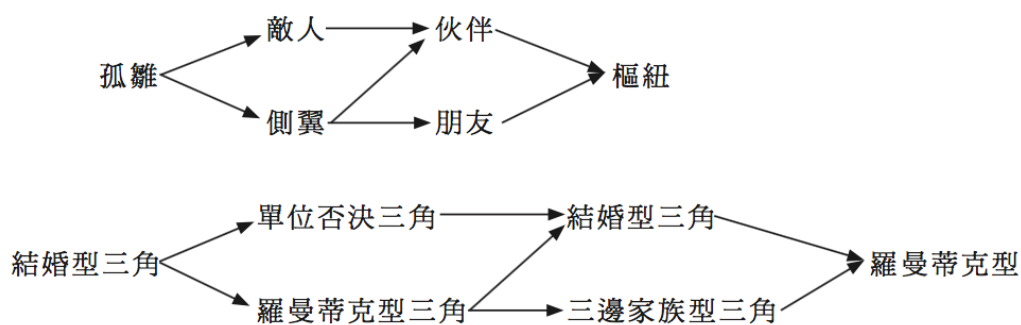 敵人
伙伴
孤雛
樞紐
側翼
朋友
單位否決三角
結婚型三角
結婚型三角
羅曼蒂克型
羅曼蒂克型三角
三邊家族型三角